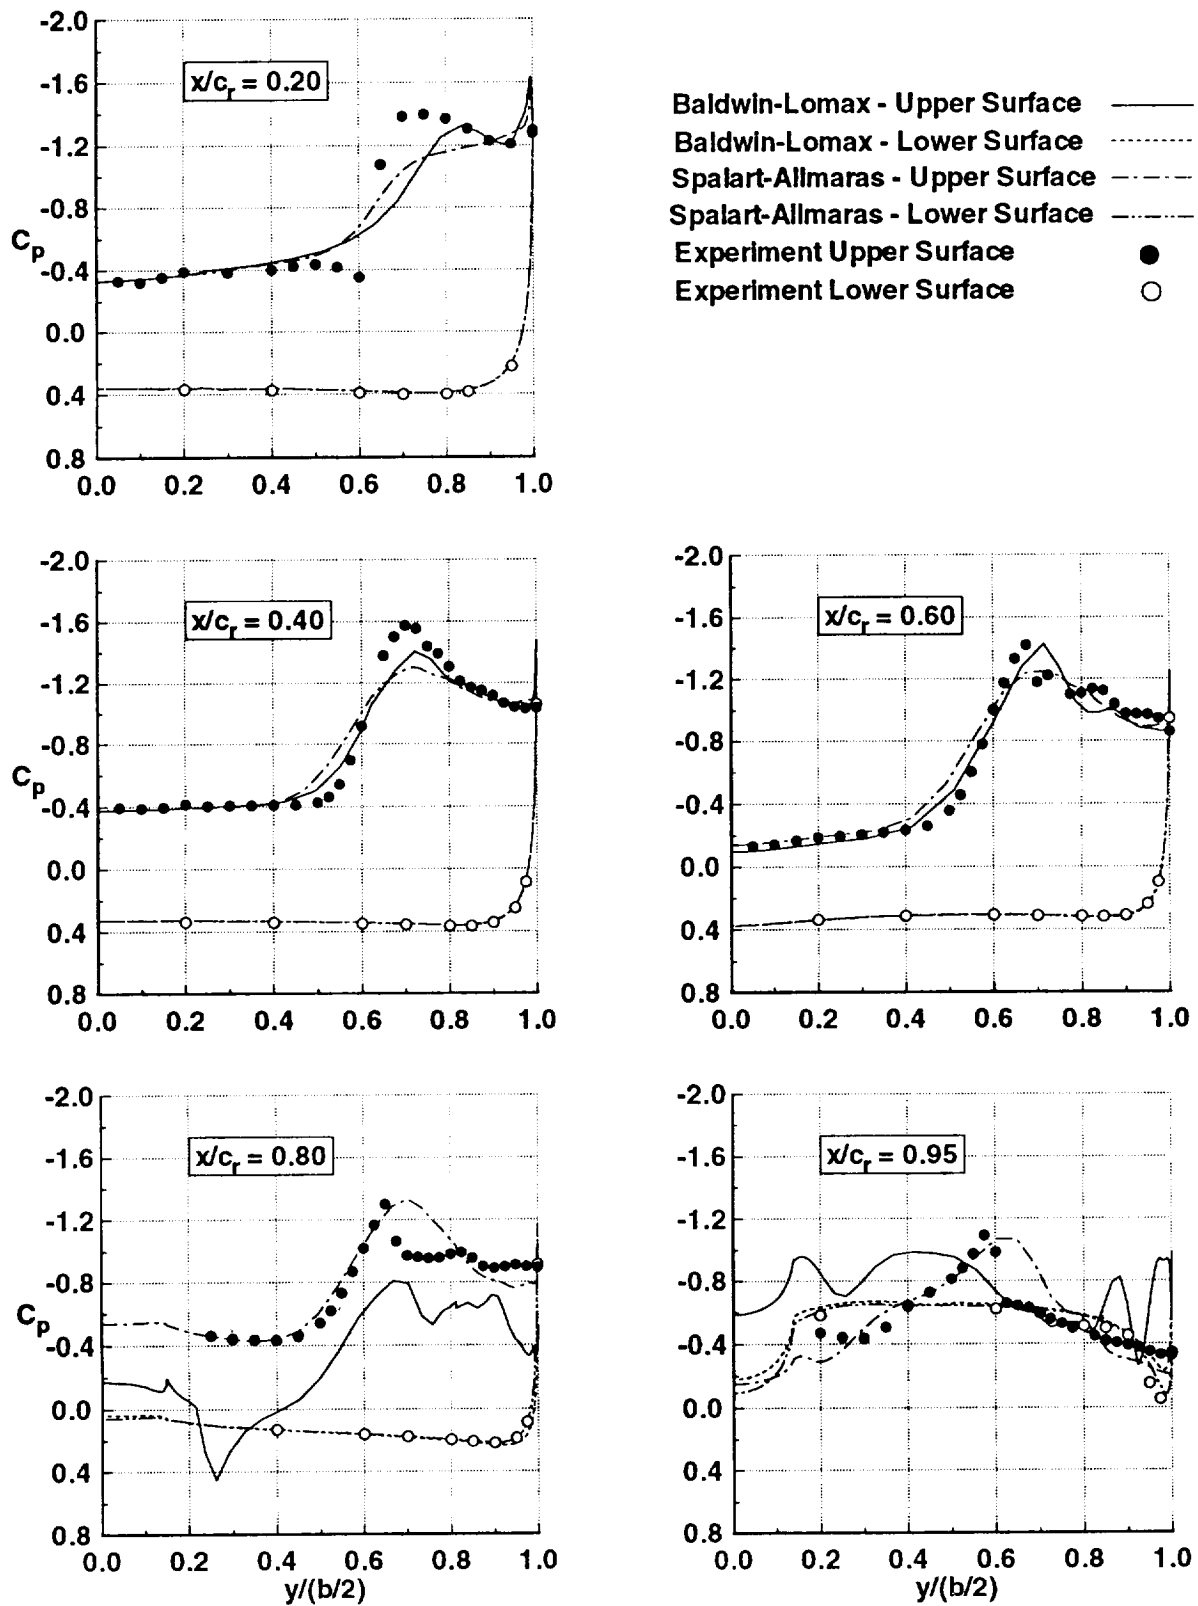 -2.0
-1.6
-1.2
-0.8
-0.4
0.0
0.4
0.8
Cp
x/cr = 0.20
0.0 0.2 0.4 0.6 0.8 1.0
Baldwin-Lomax - Upper Surface
Baldwin-Lomax - Lower Surface
Spalart-Allmaras - Upper Surface
Spalart-Allmaras - Lower Surface
Experiment Upper Surface
Experiment Lower Surface
-2.0
-1.6
-1.2
-0.8
-0.4
0.0
0.4
0.8
Cp
x/cr = 0.40
0.0 0.2 0.4 0.6 0.8 1.0
-2.0
-1.6
-1.2
-0.8
-0.4
0.0
0.4
0.8
x/cr = 0.60
0.0 0.2 0.4 0.6 0.8 1.0
-2.0
-1.6
-1.2
-0.8
-0.4
0.0
0.4
0.8
Cp
x/cr = 0.80
0.0 0.2 0.4 0.6 0.8 1.0
y/(b/2)
-2.0
-1.6
-1.2
-0.8
-0.4
0.0
0.4
0.8
x/cr = 0.95
0.0 0.2 0.4 0.6 0.8 1.0
y/(b/2)